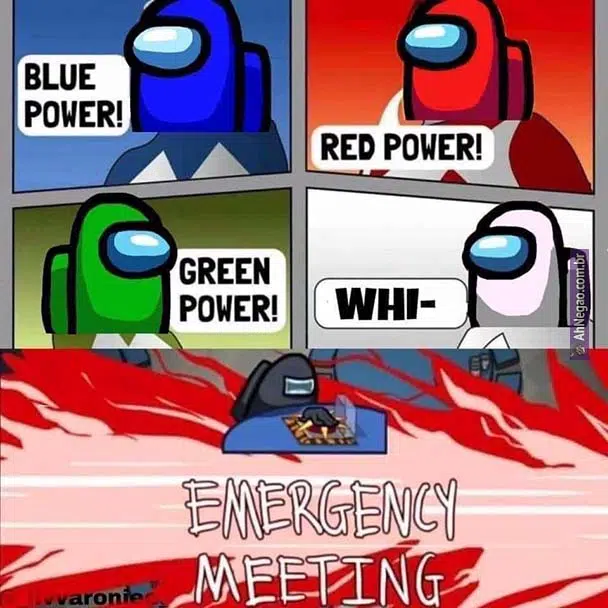 BLUE
POWER!
RED POWER!
GREEN
POWER!
WHI-
AhNegao.com.br
EMERGENCY
MEETING